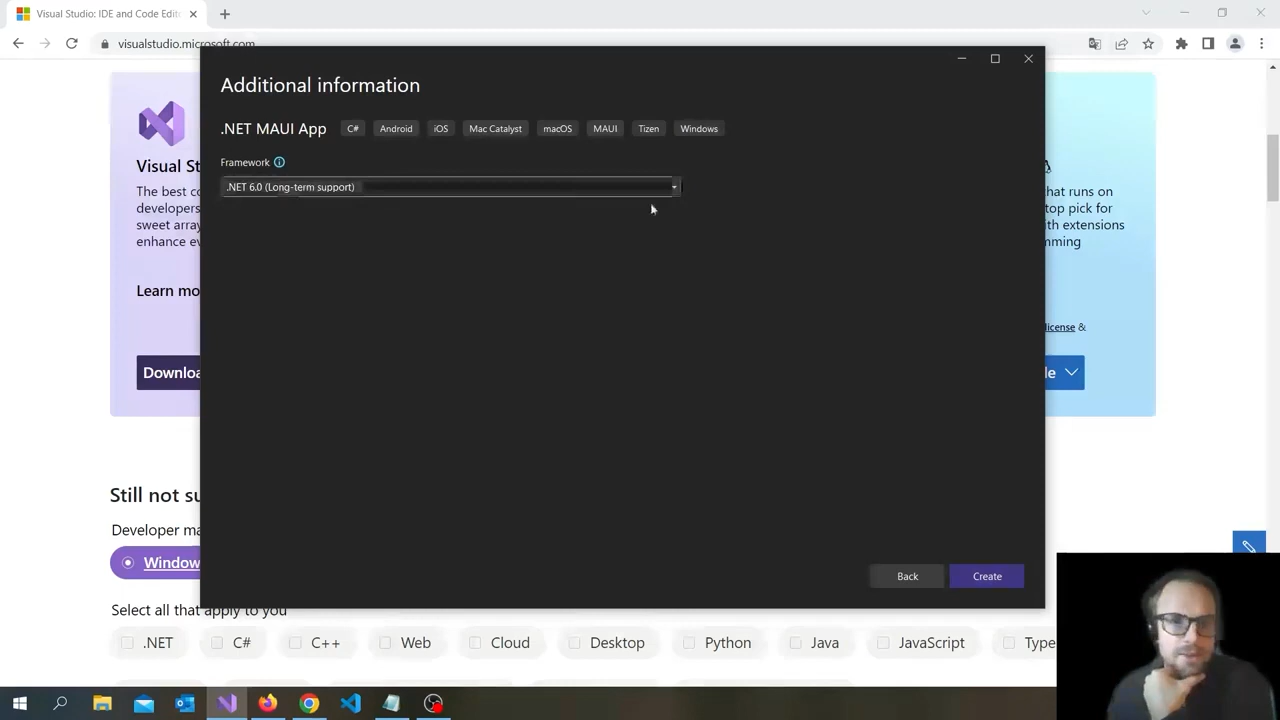 Visual Studio: IDE and Code Edito
visualstudio.microsoft.com
Additional information
.NET MAUI App
C#
Android
iOS
Mac Catalyst
macOS
MAUI
Tizen
Windows
Framework
.NET 6.0 (Long-term support)
Back
Create
Visual St
The best co
developers
sweet array
enhance ev
Learn mo
Downloa
hat runs on
top pick for
with extensions
mming
license &
le
Still not su
Developer ma
Window
Select all that apply to you
.NET
C#
C++
Web
Cloud
Desktop
Python
Java
JavaScript
Type